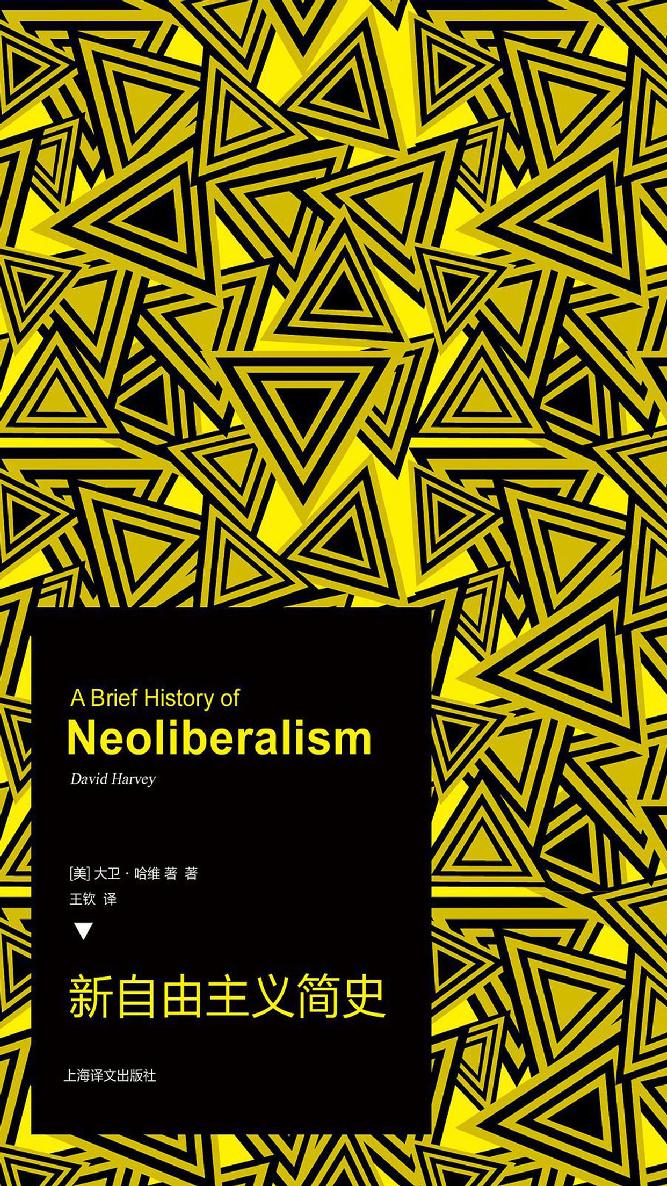 A Brief History of
Neoliberalism
David Harvey
[美] 大卫 · 哈维 著 著
王钦 译
新自由主义简史
上海译文出版社